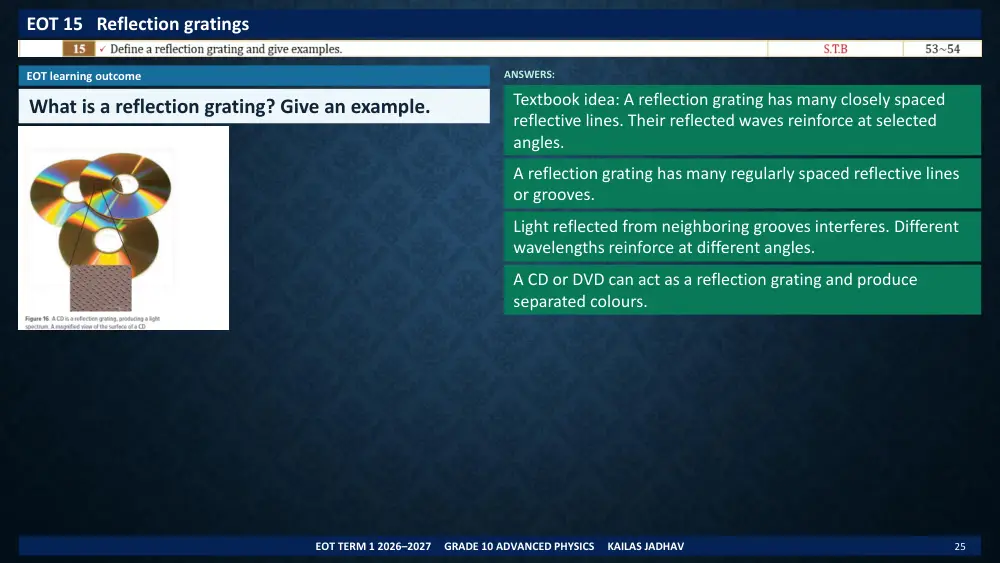 EOT 15 Reflection gratings
15 ✓ Define a reflection grating and give examples. S.T.B 53~54
EOT learning outcome
What is a reflection grating? Give an example.
Figure 16 A CD is a reflection grating, producing a light
spectrum. A magnified view of the surface of a CD
ANSWERS:
Textbook idea: A reflection grating has many closely spaced
reflective lines. Their reflected waves reinforce at selected
angles.
A reflection grating has many regularly spaced reflective lines
or grooves.
Light reflected from neighboring grooves interferes. Different
wavelengths reinforce at different angles.
A CD or DVD can act as a reflection grating and produce
separated colours.
EOT TERM 1 2026–2027 GRADE 10 ADVANCED PHYSICS KAILAS JADHAV
25